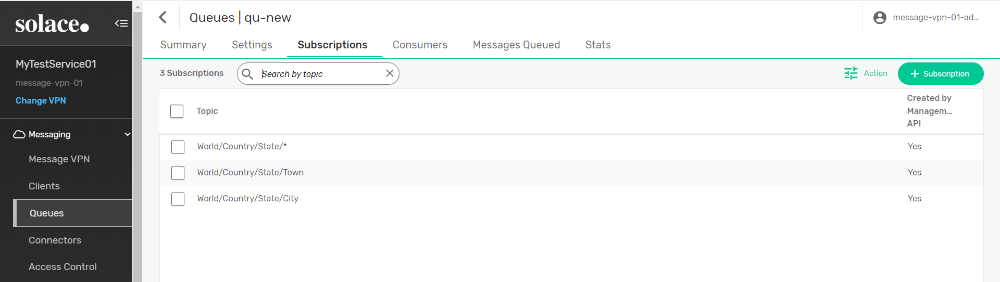 solace.
MyTestService01
message-vpn-01
Change VPN
Messaging
Message VPN
Clients
Queues
Connectors
Access Control
Queues | qu-new
message-vpn-01-ad...
Summary Settings Subscriptions Consumers Messages Queued Stats
3 Subscriptions Search by topic Action + Subscription
Topic
Created by
Managem...
API
World/Country/State/* Yes
World/Country/State/Town Yes
World/Country/State/City Yes